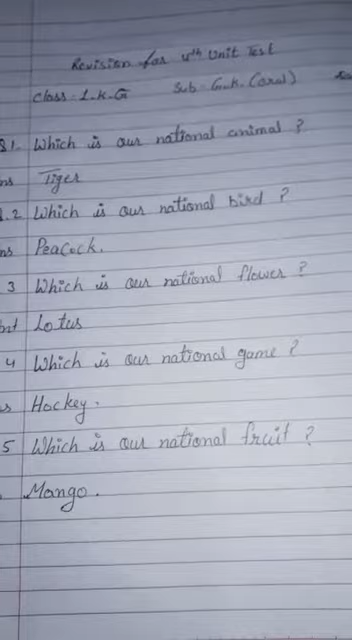 Revision for 4th Unit Test
Class - L.K.G Sub - G.K. (oral)
Q1. Which is our national animal ?
ns Tiger
Q.2 Which is our national bird ?
ns Peacock.
3 Which is our national flower ?
Lotus
4 Which is our national game ?
s Hockey.
5 Which is our national fruit ?
Mango.